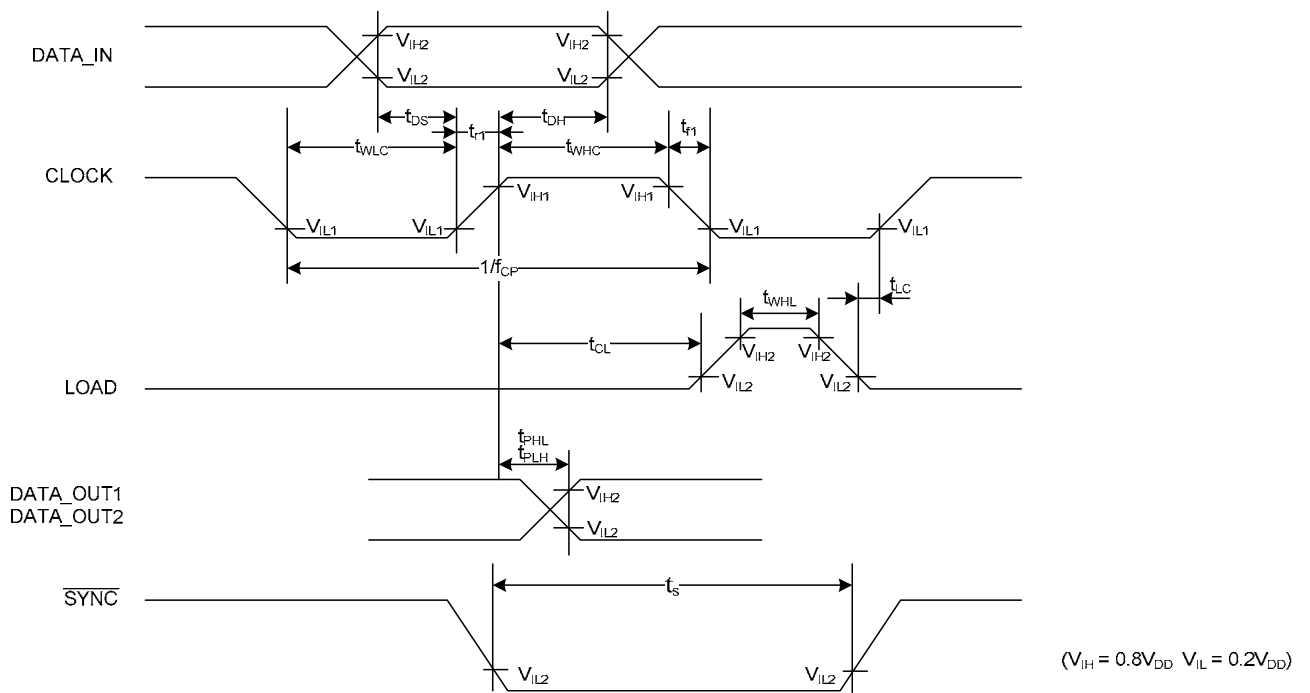 DATA_IN
VIH2
VIH2
VIL2
VIL2
tDS
tr1
tDH
tf1
tWLC
tWHC
CLOCK
VIH1
VIH1
VIL1
VIL1
VIL1
VIL1
1/fCP
tLC
tWHL
tCL
VIH2
VIH2
LOAD
VIL2
VIL2
tPHL
tPLH
DATA_OUT1
DATA_OUT2
VIH2
VIL2
SYNC
ts
VIL2
VIL2
(VIH = 0.8VDD VIL = 0.2VDD)